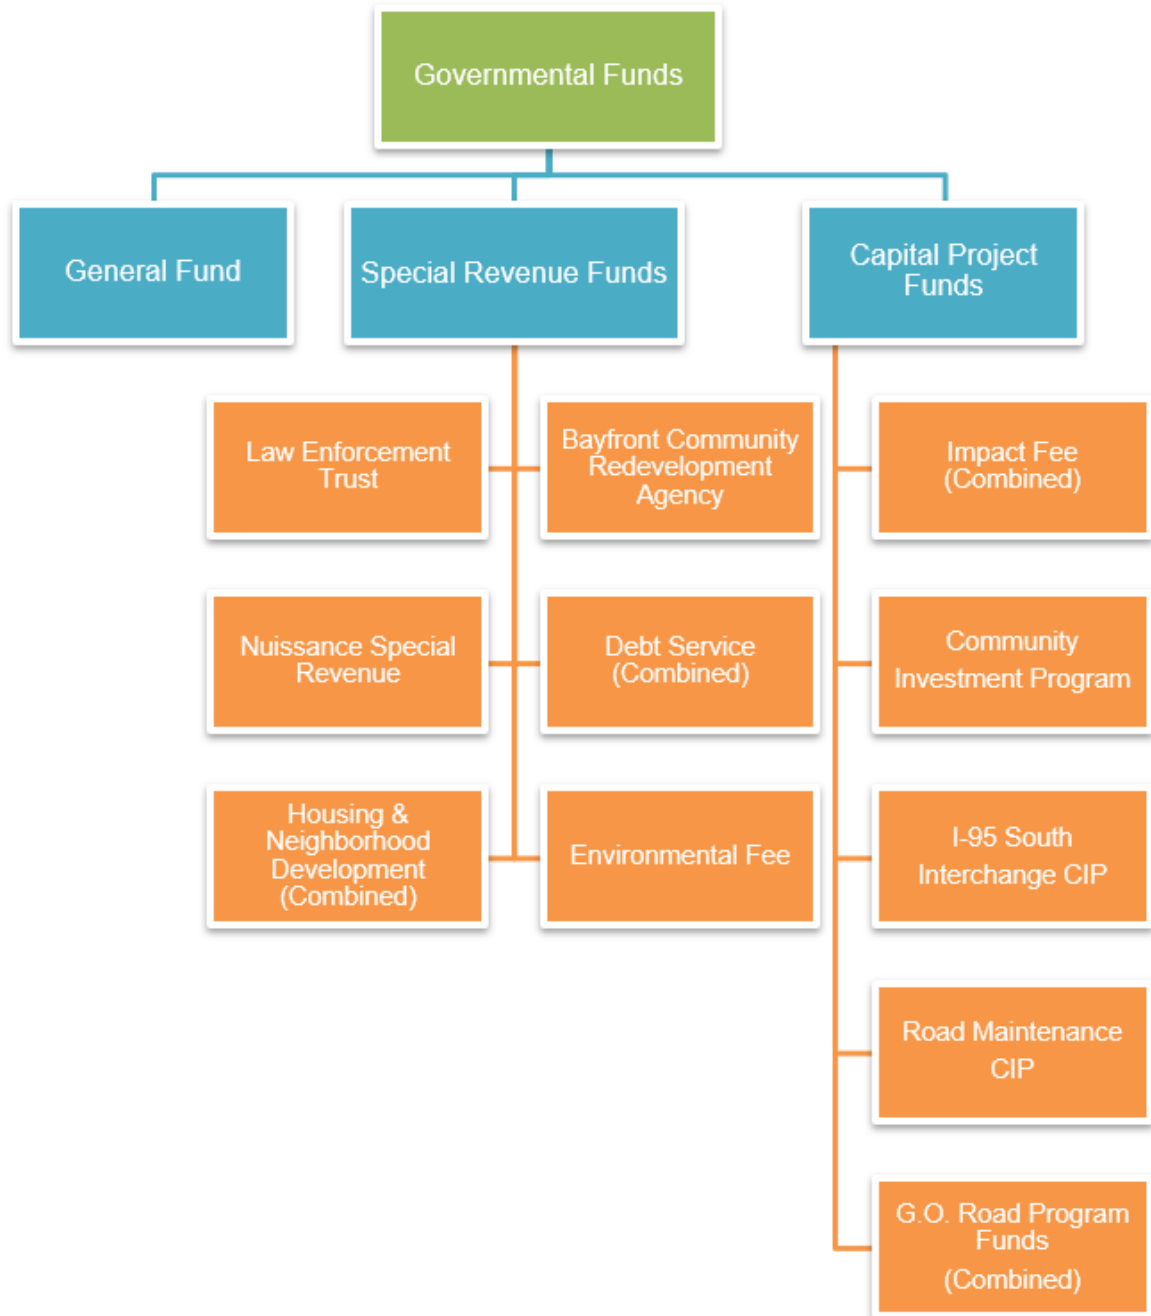 Governmental Funds
General Fund
Special Revenue Funds
Capital Project
Funds
Law Enforcement
Trust
Bayfront Community
Redevelopment
Agency
Impact Fee
(Combined)
Nuissance Special
Revenue
Debt Service
(Combined)
Community
Investment Program
Housing &
Neighborhood
Development
(Combined)
Environmental Fee
I-95 South
Interchange CIP
Road Maintenance
CIP
G.O. Road Program
Funds
(Combined)